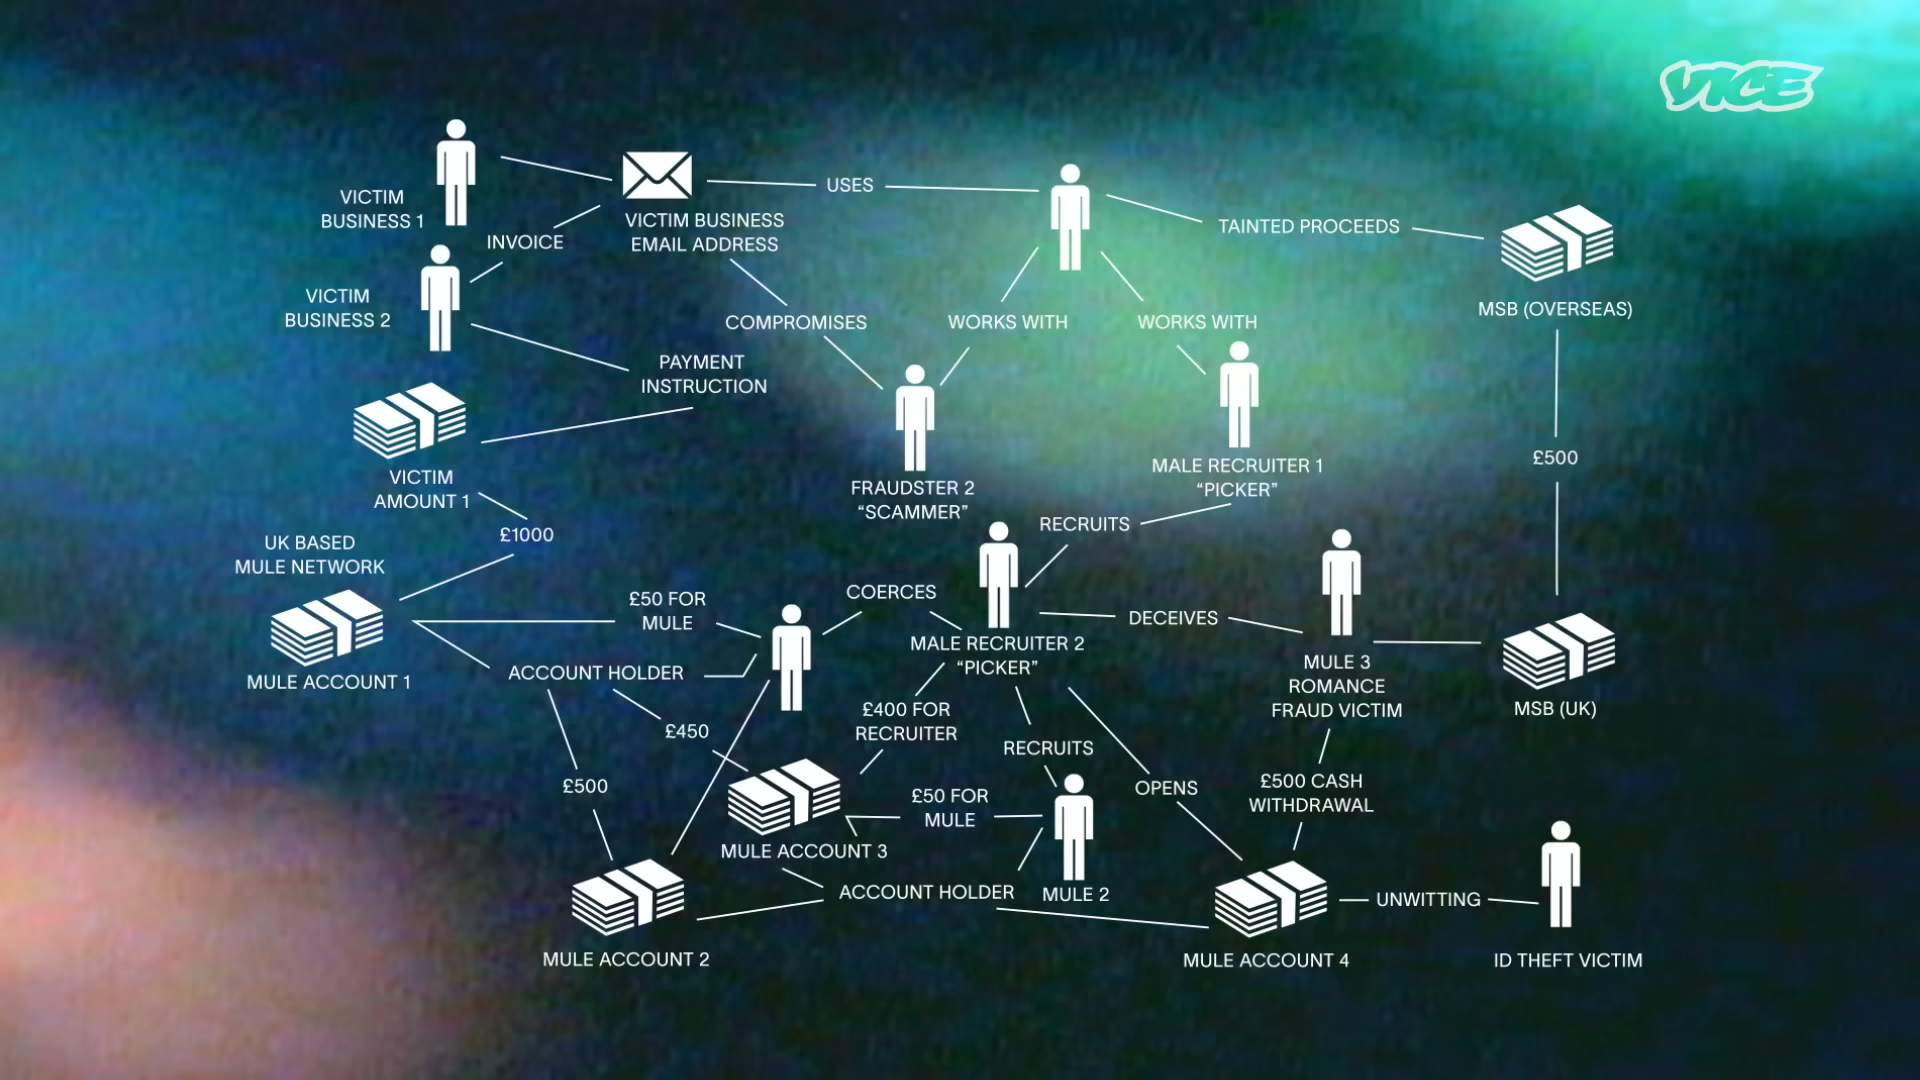 VICE
VICTIM
BUSINESS 1
VICTIM BUSINESS
EMAIL ADDRESS
USES
TAINTED PROCEEDS
INVOICE
VICTIM
BUSINESS 2
COMPROMISES
WORKS WITH
WORKS WITH
MSB (OVERSEAS)
PAYMENT
INSTRUCTION
VICTIM
AMOUNT 1
FRAUDSTER 2
“SCAMMER”
MALE RECRUITER 1
“PICKER”
£500
£1000
RECRUITS
UK BASED
MULE NETWORK
£50 FOR
MULE
COERCES
DECEIVES
MALE RECRUITER 2
“PICKER”
MULE ACCOUNT 1
ACCOUNT HOLDER
MULE 3
ROMANCE
FRAUD VICTIM
MSB (UK)
£450
£400 FOR
RECRUITER
RECRUITS
£500
£50 FOR
MULE
OPENS
£500 CASH
WITHDRAWAL
MULE ACCOUNT 3
ACCOUNT HOLDER
MULE 2
UNWITTING
MULE ACCOUNT 2
MULE ACCOUNT 4
ID THEFT VICTIM